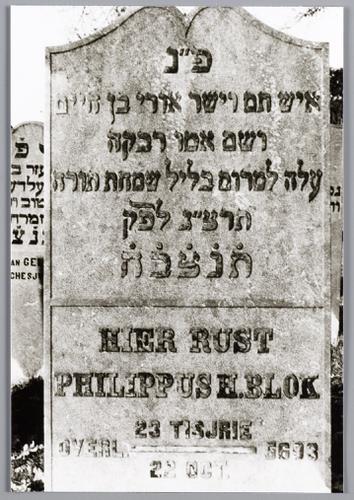 פ״נ
איש תם וישר אורי בן חיים
ושם אמו רבקה
עלה למרום בליל שמחת תורה
תרצ״ג לפק
תנצבה
HIER RUST
PHILIPPUS H. BLOK
23 TISJRIE
OVERL. 5693
22 OCT.